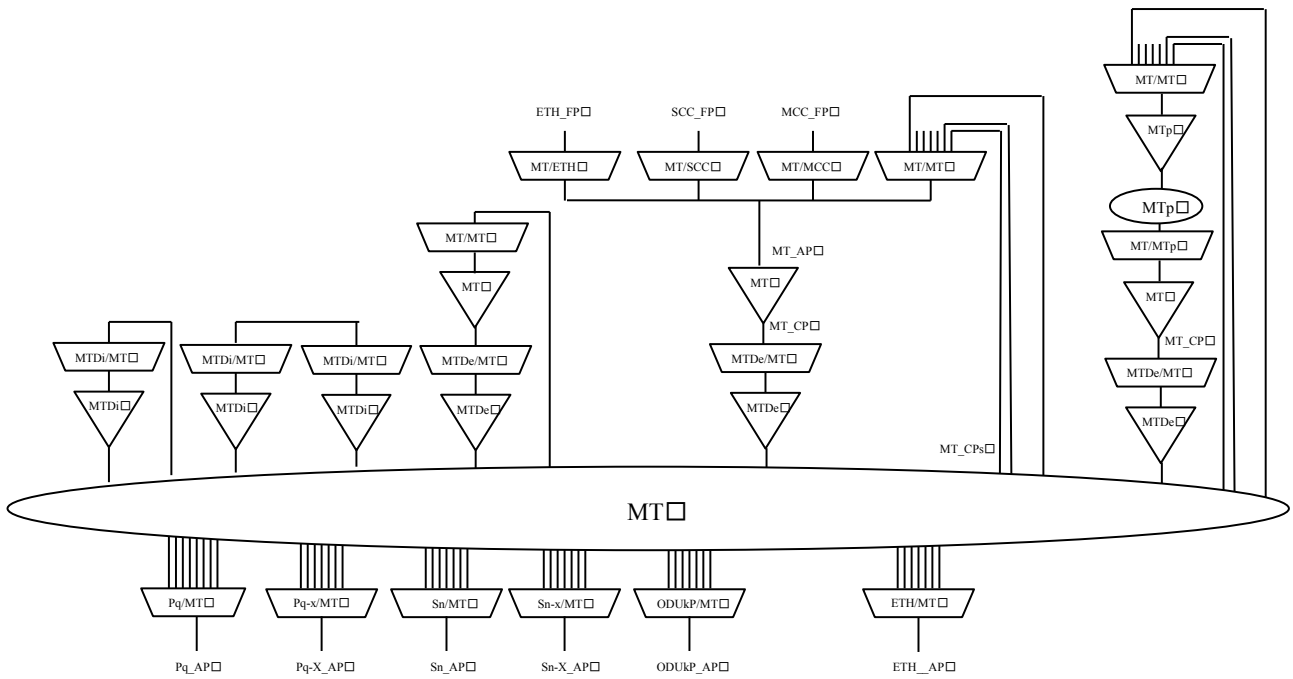 MT/MT□
MTp□
MTp□
MT/MTp□
MT□
MT_CP□
MTDe/MT□
MTDe□
ETH_FP□ SCC_FP□ MCC_FP□
MT/ETH□ MT/SCC□ MT/MCC□ MT/MT□
MT_AP□
MT□
MT_CP□
MTDe/MT□
MTDe□
MT_CPs□
MT/MT□
MT□
MTDe/MT□
MTDe□
MTDi/MT□ MTDi/MT□ MTDi/MT□
MTDi□ MTDi□ MTDi□
MT□
Pq/MT□ Pq-x/MT□ Sn/MT□ Sn-x/MT□ ODUkP/MT□ ETH/MT□
Pq_AP□ Pq-X_AP□ Sn_AP□ Sn-X_AP□ ODUkP_AP□ ETH__AP□